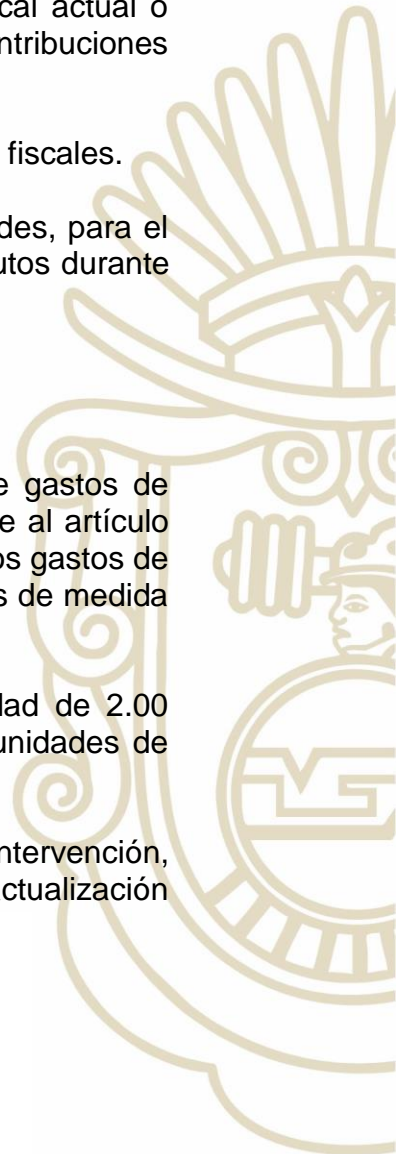 cal actual o
ntribuciones
fiscales.
des, para el
utos durante
e gastos de
e al artículo
os gastos de
s de medida
dad de 2.00
unidades de
ntervención,
ctualización